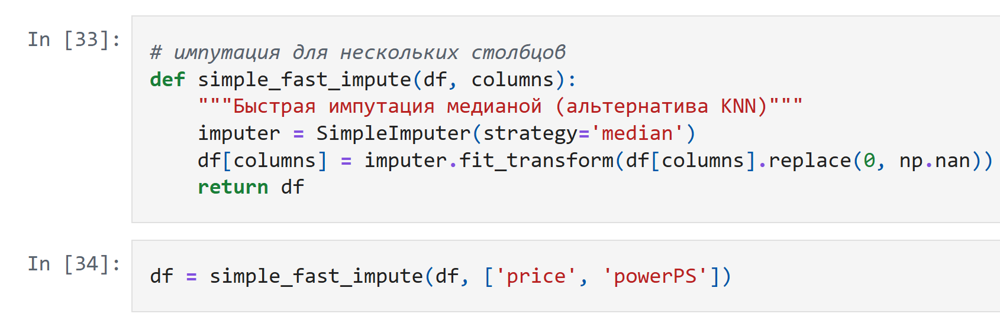 In [33]:
# импутация для нескольких столбцов
def simple_fast_impute(df, columns):
    """Быстрая импутация медианой (альтернатива KNN)"""
    imputer = SimpleImputer(strategy='median')
    df[columns] = imputer.fit_transform(df[columns].replace(0, np.nan))
    return df
In [34]:
df = simple_fast_impute(df, ['price', 'powerPS'])